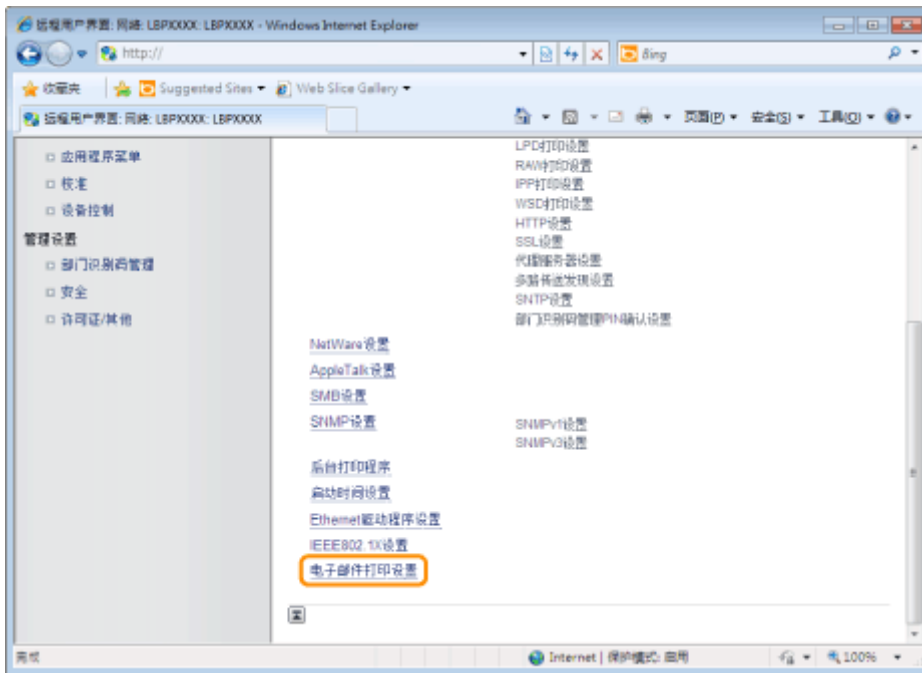 远程用户界面: 网络: LBPXXXX: LBPXXXX - Windows Internet Explorer
http://
Bing
收藏夹 Suggested Sites Web Slice Gallery
远程用户界面: 网络: LBPXXXX: LBPXXXX
页面(P) 安全(S) 工具(O)
应用程序菜单
校准
设备控制
管理设置
部门识别码管理
安全
许可证/其他
LPD打印设置
RAW打印设置
IPP打印设置
WSD打印设置
HTTP设置
SSL设置
代理服务器设置
多路传送发现设置
SNTP设置
部门识别码管理PIN确认设置
NetWare设置
AppleTalk设置
SMB设置
SNMP设置
SNMPv1设置
SNMPv3设置
后台打印程序
启动时间设置
Ethernet驱动程序设置
IEEE802.1X设置
电子邮件打印设置
完成
Internet | 保护模式: 启用
100%